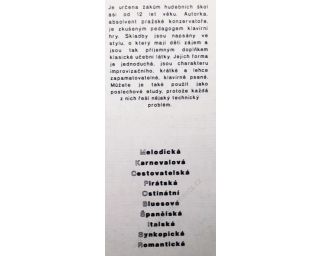 Je určena žákům hudebních škol
asi od 12 let věku. Autorka,
absolvent pražské konzervatoře,
je zkušeným pedagogem klavírní
hry. Skladby jsou napsány ve
stylu, o který mají děti zájem a
jsou tak příjemným doplňkem
klasické učební látky. Jejich forma
je jednoduchá, jsou charakteru
improvizačního, krátké a lehce
zapamatovatelné, klavírně psané.
Můžete je také použít jako
poslechové study, protože každá
z nich řeší nějaký technický
problém.
Melodická
Karnevalová
Cestovatelská
Pirátská
Ostinátní
Bluesová
Španělská
Italská
Synkopická
Romantická